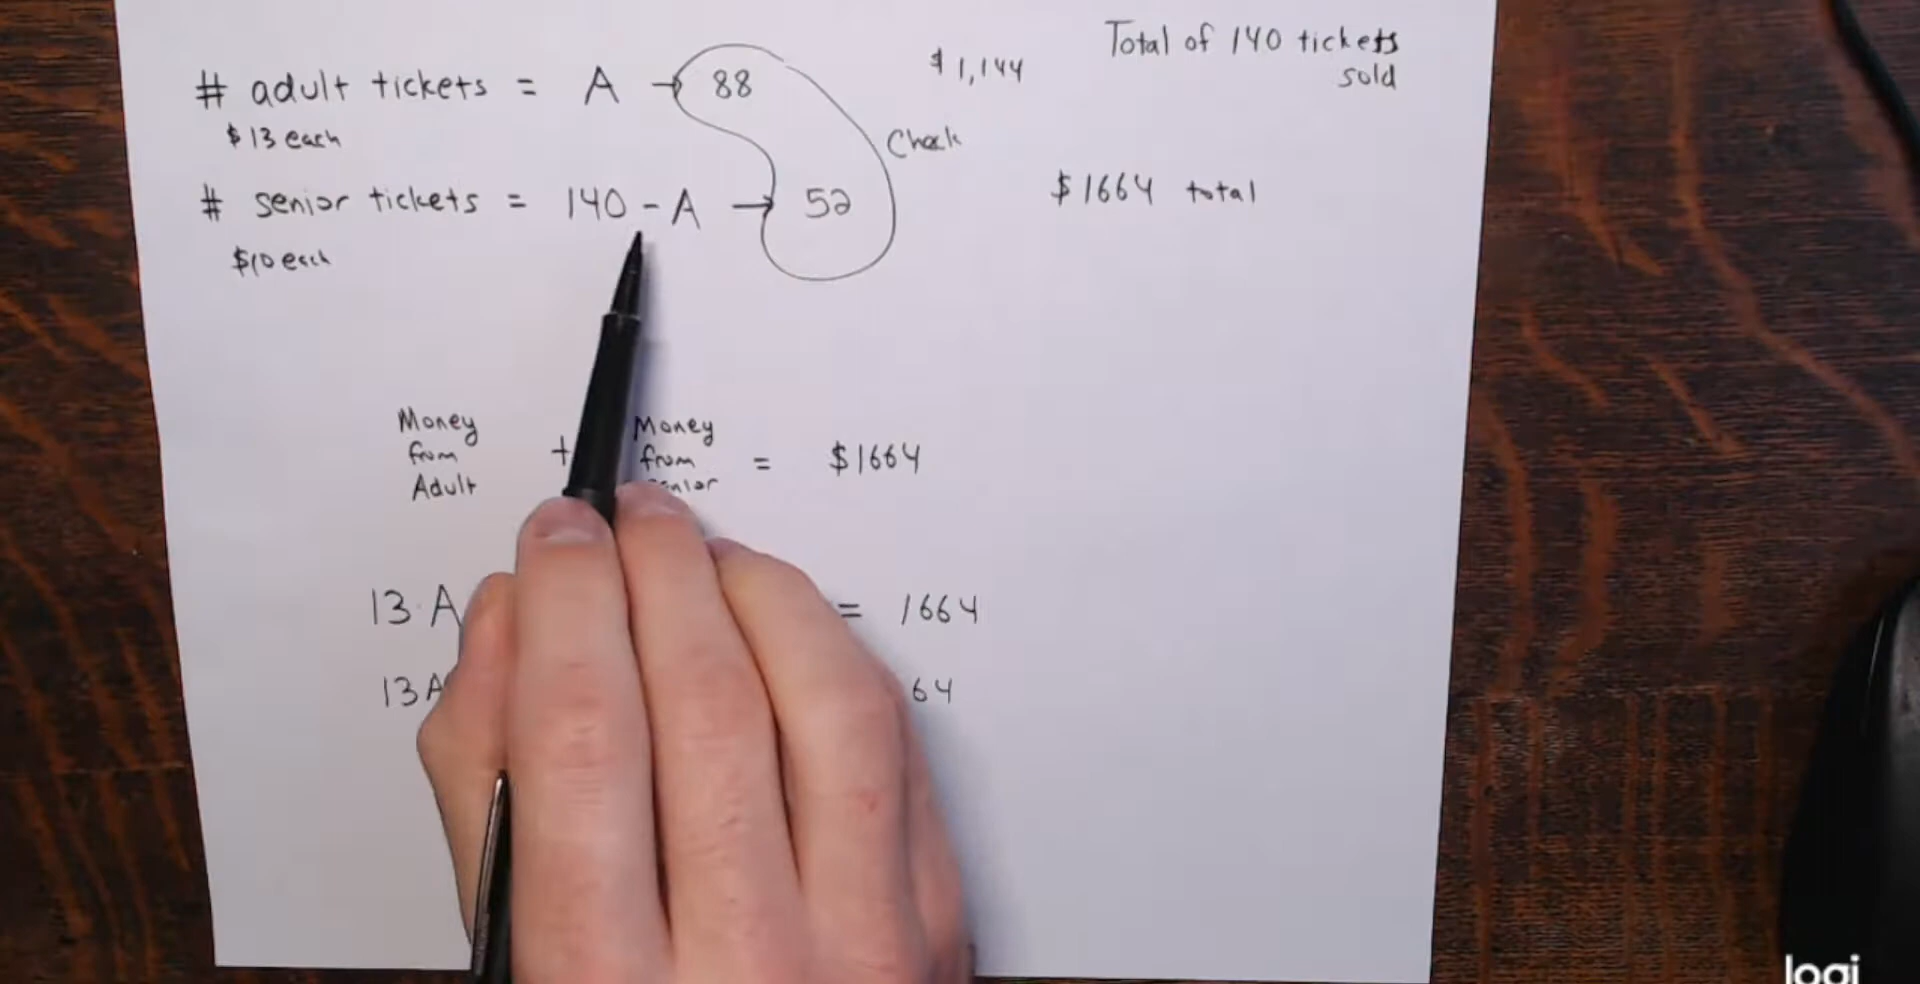 # adult tickets = A → 88
$1,144
Total of 140 tickets
sold
$13 each
Check
# senior tickets = 140 - A → 52
$1664 total
$10 each
Money
from
Adult
+
Money
from
= $1664
13·A
= 1664
13A
64
logi